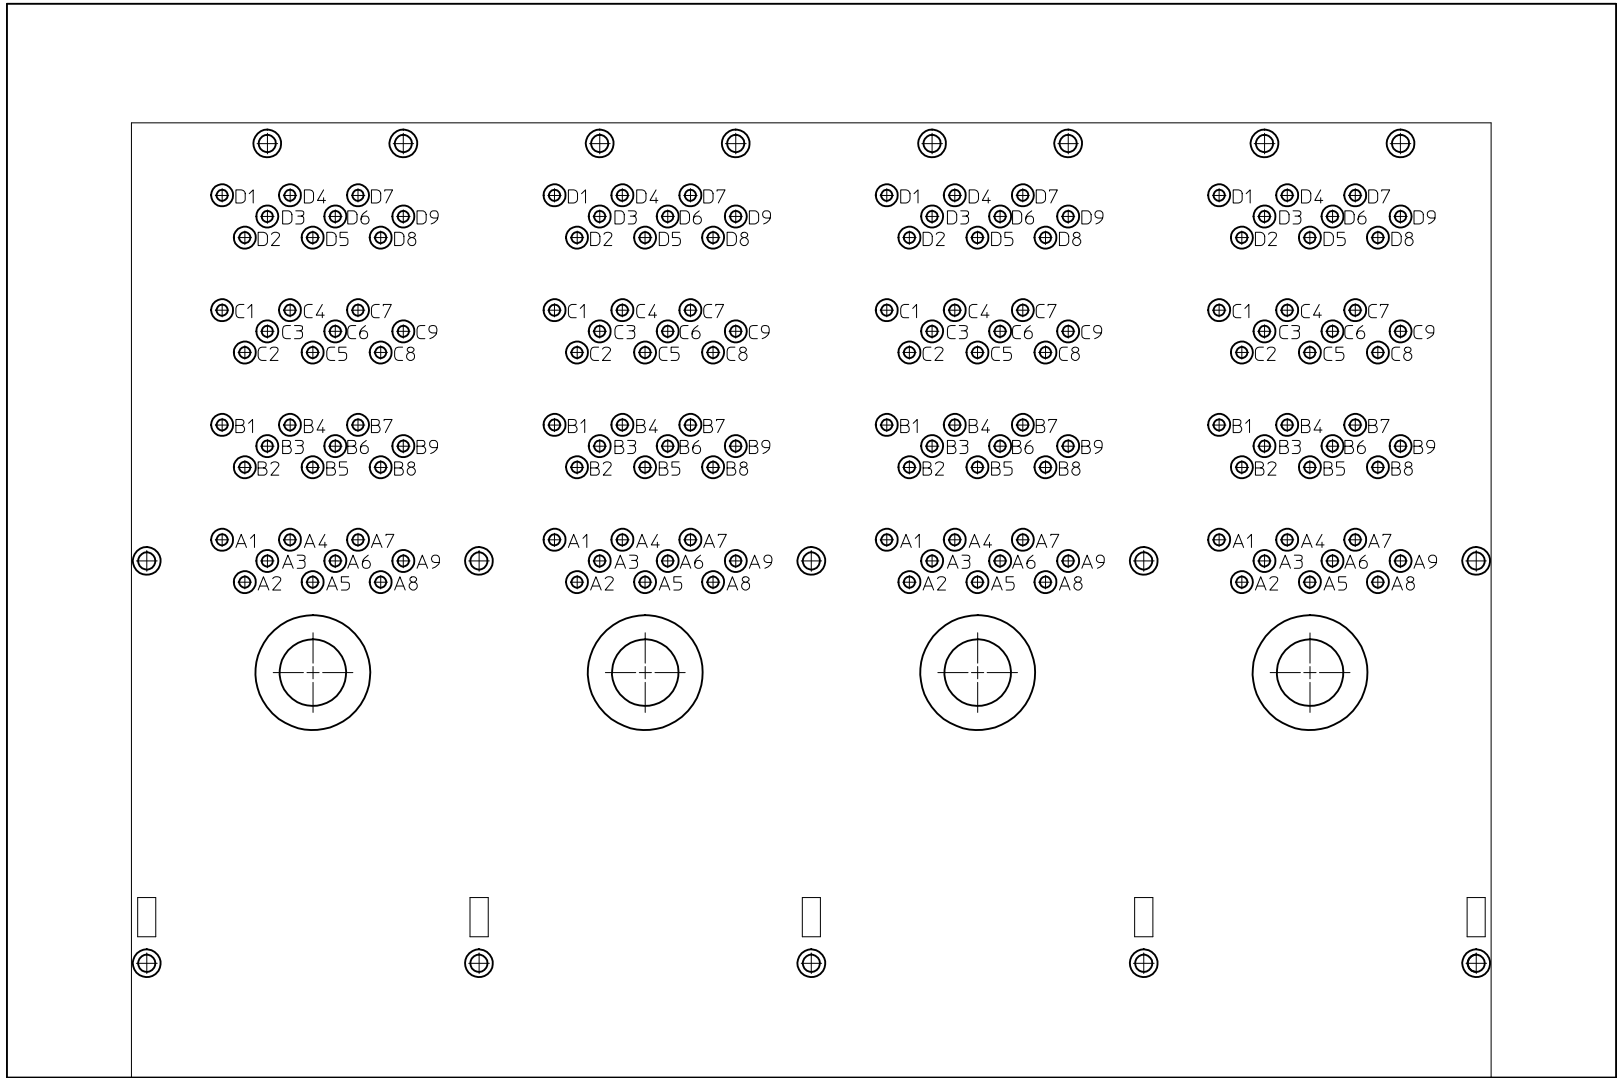 D1 D4 D7 D1 D4 D7 D1 D4 D7 D1 D4 D7
D3 D6 D9 D3 D6 D9 D3 D6 D9 D3 D6 D9
D2 D5 D8 D2 D5 D8 D2 D5 D8 D2 D5 D8
C1 C4 C7 C1 C4 C7 C1 C4 C7 C1 C4 C7
C3 C6 C9 C3 C6 C9 C3 C6 C9 C3 C6 C9
C2 C5 C8 C2 C5 C8 C2 C5 C8 C2 C5 C8
B1 B4 B7 B1 B4 B7 B1 B4 B7 B1 B4 B7
B3 B6 B9 B3 B6 B9 B3 B6 B9 B3 B6 B9
B2 B5 B8 B2 B5 B8 B2 B5 B8 B2 B5 B8
A1 A4 A7 A1 A4 A7 A1 A4 A7 A1 A4 A7
A3 A6 A9 A3 A6 A9 A3 A6 A9 A3 A6 A9
A2 A5 A8 A2 A5 A8 A2 A5 A8 A2 A5 A8